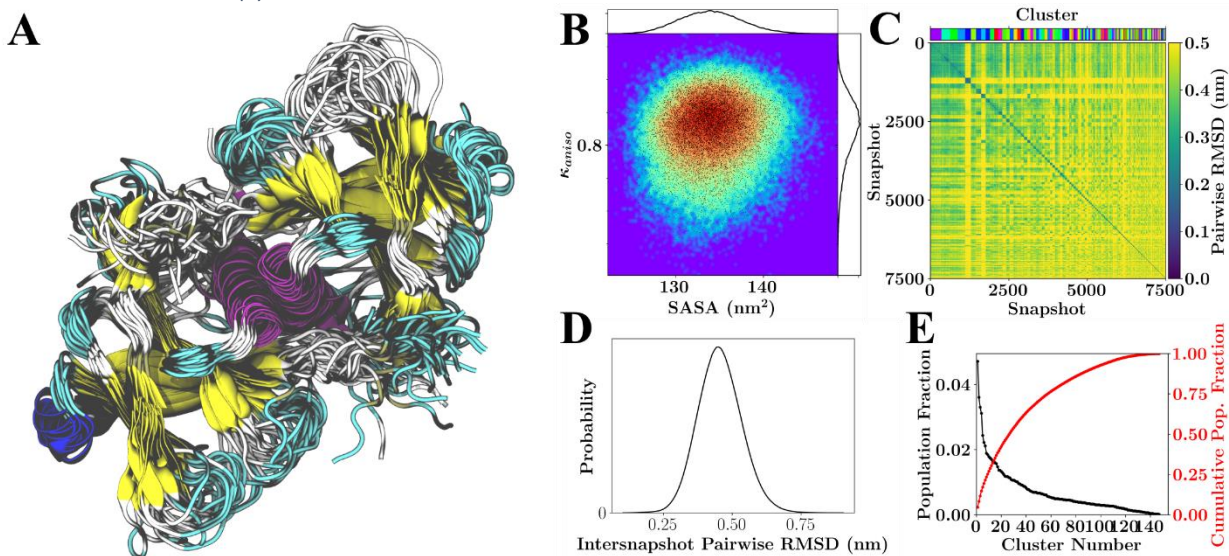 A
B
κaniso
0.8
130
140
SASA (nm²)
C
Cluster
0
2500
5000
7500
Snapshot
0
2500
5000
7500
Snapshot
0.5
0.4
0.3
0.2
0.1
0.0
Pairwise RMSD (nm)
D
Probability
0
0.25
0.50
0.75
Intersnapshot Pairwise RMSD (nm)
E
Population Fraction
0.04
0.02
0.00
0
20
40
60
80
100
120
140
Cluster Number
1.00
0.75
0.50
0.25
0.00
Cumulative Pop. Fraction